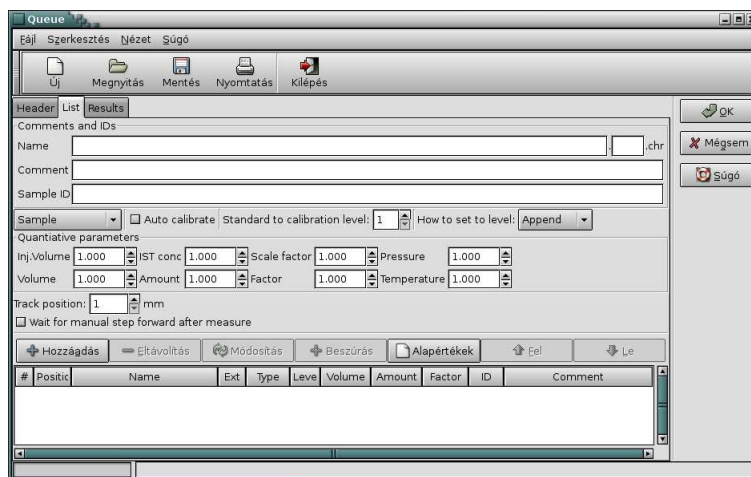 Queue
Fájl Szerkesztés Nézet Súgó
Új Megnyitás Mentés Nyomtatás Kilépés
Header List Results
OK
Comments and IDs
Name . .chr
Mégsem
Comment
Súgó
Sample ID
Sample Auto calibrate Standard to calibration level: 1 How to set to level: Append
Quantiative parameters
Inj.Volume 1.000 IST conc 1.000 Scale factor 1.000 Pressure 1.000
Volume 1.000 Amount 1.000 Factor 1.000 Temperature 1.000
Track position: 1 mm
Wait for manual step forward after measure
Hozzáadás Eltávolítás Módosítás Beszúrás Alapértékek Fel Le
# Positic Name Ext Type Leve Volume Amount Factor ID Comment